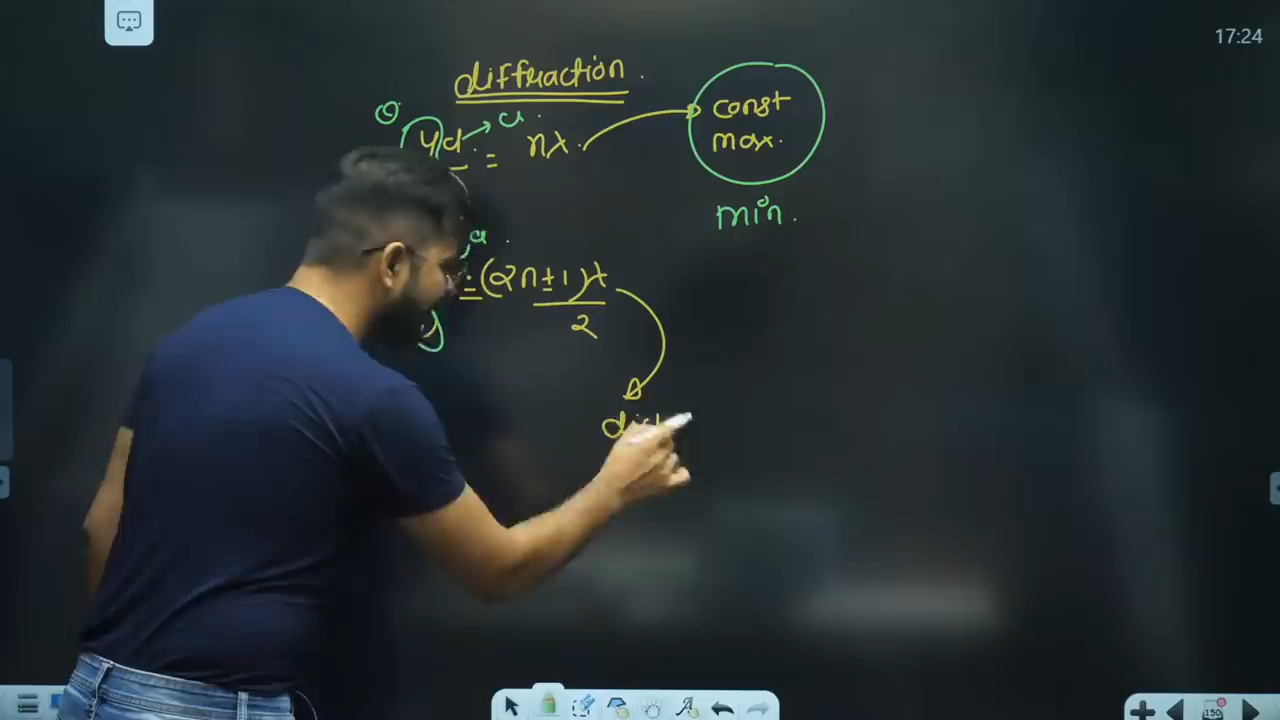 17:24
diffraction.
θ
yd → a
= nλ.
const
max.
min.
a
= (2n±1)λ
2
y